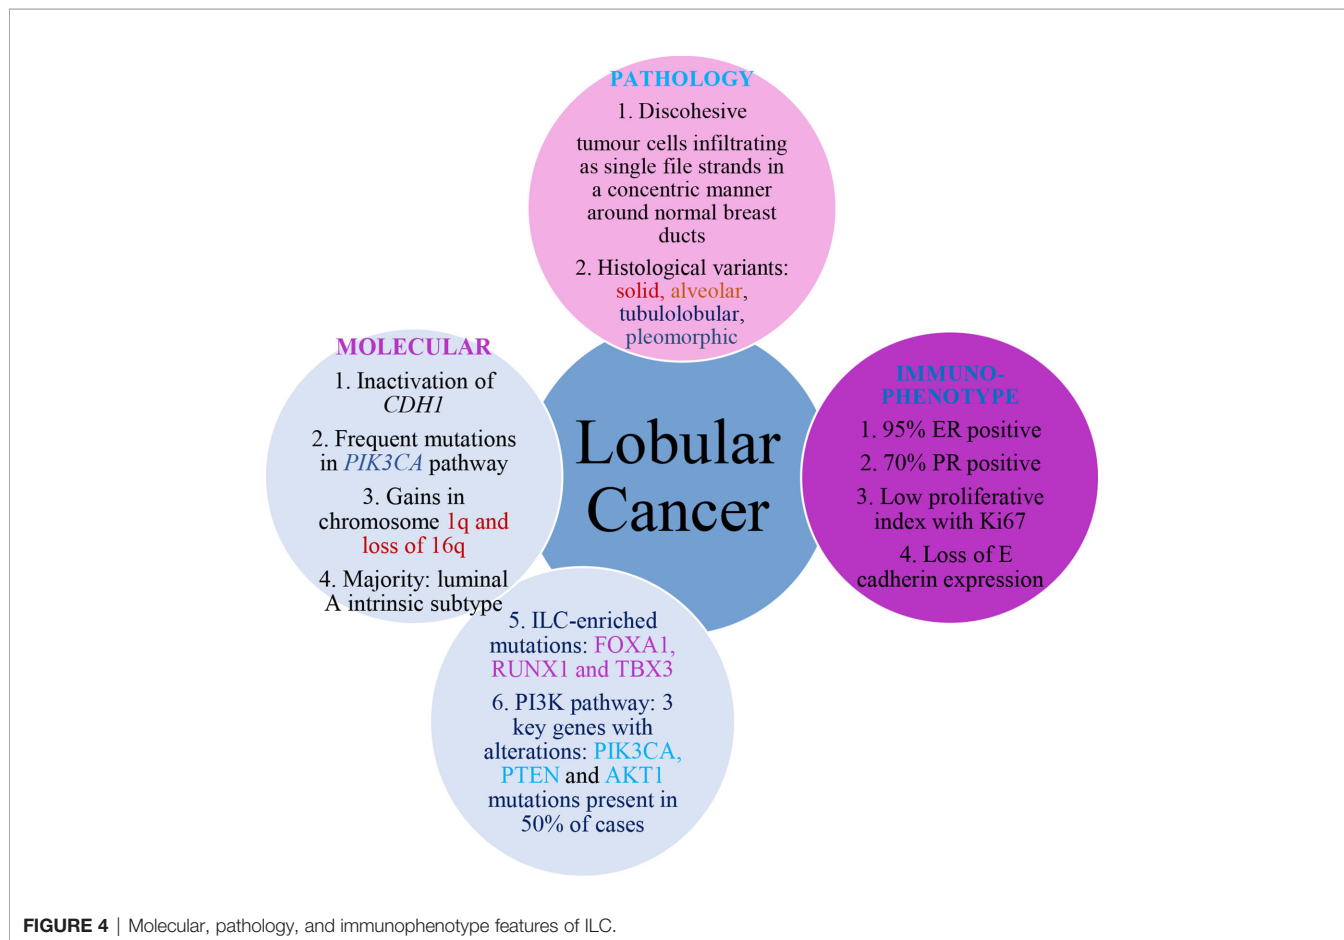 PATHOLOGY
1. Discohesive
tumour cells infiltrating
as single file strands in
a concentric manner
around normal breast
ducts
2. Histological variants:
solid, alveolar,
tubulolobular,
pleomorphic
MOLECULAR
1. Inactivation of
CDH1
2. Frequent mutations
in PIK3CA pathway
3. Gains in
chromosome 1q and
loss of 16q
4. Majority: luminal
A intrinsic subtype
Lobular
Cancer
IMMUNO-
PHENOTYPE
1. 95% ER positive
2. 70% PR positive
3. Low proliferative
index with Ki67
4. Loss of E
cadherin expression
5. ILC-enriched
mutations: FOXA1,
RUNX1 and TBX3
6. PI3K pathway: 3
key genes with
alterations: PIK3CA,
PTEN and AKT1
mutations present in
50% of cases
FIGURE 4 | Molecular, pathology, and immunophenotype features of ILC.